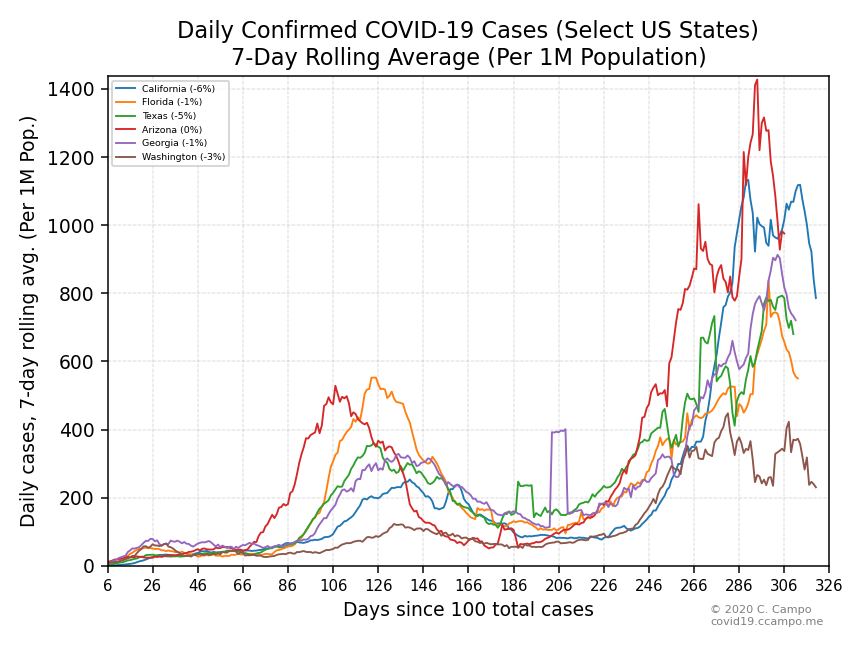 Daily Confirmed COVID-19 Cases (Select US States)
7-Day Rolling Average (Per 1M Population)
Daily cases, 7-day rolling avg. (Per 1M Pop.)
1400
1200
1000
800
600
400
200
0
California (-6%)
Florida (-1%)
Texas (-5%)
Arizona (0%)
Georgia (-1%)
Washington (-3%)
6 26 46 66 86 106 126 146 166 186 206 226 246 266 286 306 326
Days since 100 total cases
© 2020 C. Campo
covid19.ccampo.me